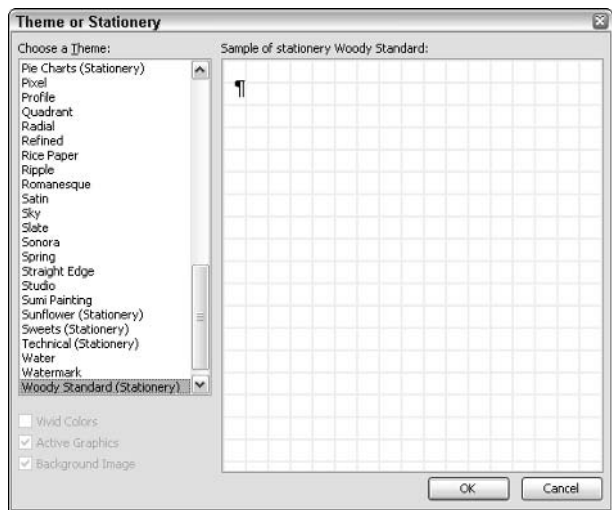 Theme or Stationery
Choose a Theme:
Pie Charts (Stationery)
Pixel
Profile
Quadrant
Radial
Refined
Rice Paper
Ripple
Romanesque
Satin
Sky
Slate
Sonora
Spring
Straight Edge
Studio
Sumi Painting
Sunflower (Stationery)
Sweets (Stationery)
Technical (Stationery)
Water
Watermark
Woody Standard (Stationery)
Vivid Colors
Active Graphics
Background Image
Sample of stationery Woody Standard:
¶
OK
Cancel